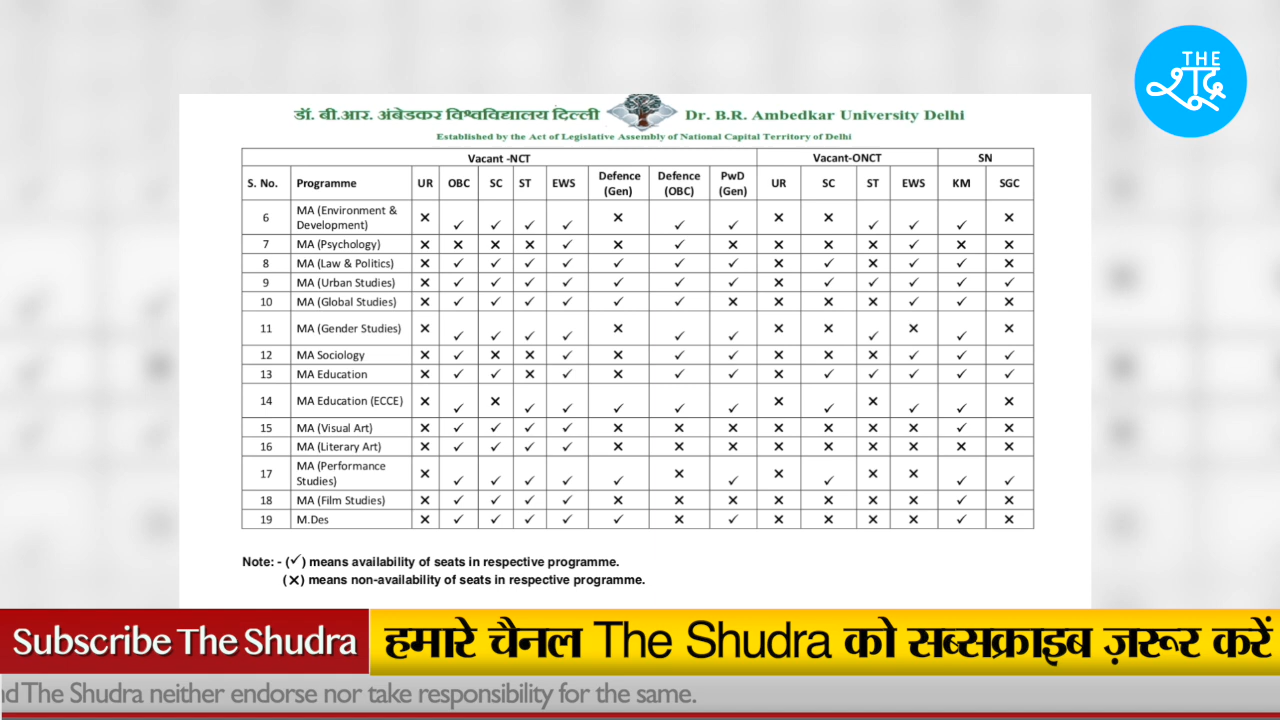 THE
शूद्र
डॉ. बी.आर. अंबेडकर विश्वविद्यालय दिल्ली Dr. B.R. Ambedkar University Delhi
Established by the Act of Legislative Assembly of National Capital Territory of Delhi
Vacant -NCT Vacant-ONCT SN
S. No. Programme UR OBC SC ST EWS Defence (Gen) Defence (OBC) PwD (Gen) UR SC ST EWS KM SGC
6 MA (Environment & Development) ✕ ✓ ✓ ✓ ✓ ✕ ✓ ✓ ✕ ✕ ✓ ✓ ✓ ✕
7 MA (Psychology) ✕ ✕ ✕ ✕ ✓ ✕ ✓ ✕ ✕ ✕ ✕ ✓ ✕ ✕
8 MA (Law & Politics) ✕ ✓ ✓ ✓ ✓ ✓ ✓ ✓ ✕ ✓ ✕ ✓ ✓ ✕
9 MA (Urban Studies) ✕ ✓ ✓ ✓ ✓ ✓ ✓ ✓ ✕ ✓ ✓ ✓ ✓ ✓
10 MA (Global Studies) ✕ ✓ ✓ ✓ ✓ ✓ ✓ ✕ ✕ ✕ ✕ ✓ ✓ ✕
11 MA (Gender Studies) ✕ ✓ ✓ ✓ ✓ ✕ ✓ ✓ ✕ ✕ ✓ ✕ ✓ ✕
12 MA Sociology ✕ ✓ ✕ ✕ ✓ ✕ ✓ ✓ ✕ ✕ ✕ ✓ ✓ ✓
13 MA Education ✕ ✓ ✓ ✕ ✓ ✕ ✓ ✓ ✕ ✓ ✓ ✓ ✓ ✓
14 MA Education (ECCE) ✕ ✓ ✕ ✓ ✓ ✓ ✓ ✓ ✕ ✓ ✕ ✓ ✓ ✕
15 MA (Visual Art) ✕ ✓ ✓ ✓ ✓ ✕ ✕ ✕ ✕ ✕ ✕ ✕ ✓ ✕
16 MA (Literary Art) ✕ ✓ ✓ ✓ ✓ ✕ ✕ ✕ ✕ ✕ ✕ ✕ ✕ ✕
17 MA (Performance Studies) ✕ ✓ ✓ ✓ ✓ ✓ ✕ ✓ ✕ ✓ ✕ ✕ ✓ ✓
18 MA (Film Studies) ✕ ✓ ✓ ✓ ✓ ✕ ✕ ✕ ✕ ✕ ✕ ✕ ✓ ✕
19 M.Des ✕ ✓ ✓ ✓ ✓ ✓ ✕ ✓ ✕ ✕ ✕ ✕ ✓ ✕
Note: - (✓) means availability of seats in respective programme.
(✕) means non-availability of seats in respective programme.
Subscribe The Shudra हमारे चैनल The Shudra को सब्सक्राइब ज़रूर करें
The Shudra neither endorse nor take responsibility for the same.